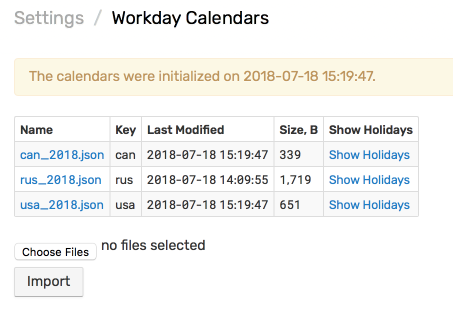 Settings / Workday Calendars
The calendars were initialized on 2018-07-18 15:19:47.
Name Key Last Modified Size, B Show Holidays
can_2018.json can 2018-07-18 15:19:47 339 Show Holidays
rus_2018.json rus 2018-07-18 14:09:55 1,719 Show Holidays
usa_2018.json usa 2018-07-18 15:19:47 651 Show Holidays
Choose Files no files selected
Import